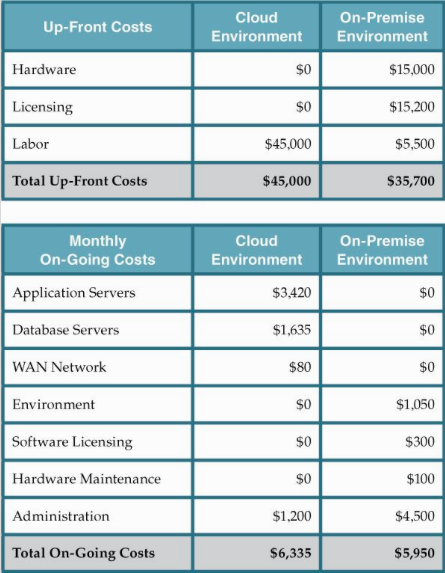 Up-Front Costs Cloud Environment On-Premise Environment
Hardware $0 $15,000
Licensing $0 $15,200
Labor $45,000 $5,500
Total Up-Front Costs $45,000 $35,700
Monthly On-Going Costs Cloud Environment On-Premise Environment
Application Servers $3,420 $0
Database Servers $1,635 $0
WAN Network $80 $0
Environment $0 $1,050
Software Licensing $0 $300
Hardware Maintenance $0 $100
Administration $1,200 $4,500
Total On-Going Costs $6,335 $5,950